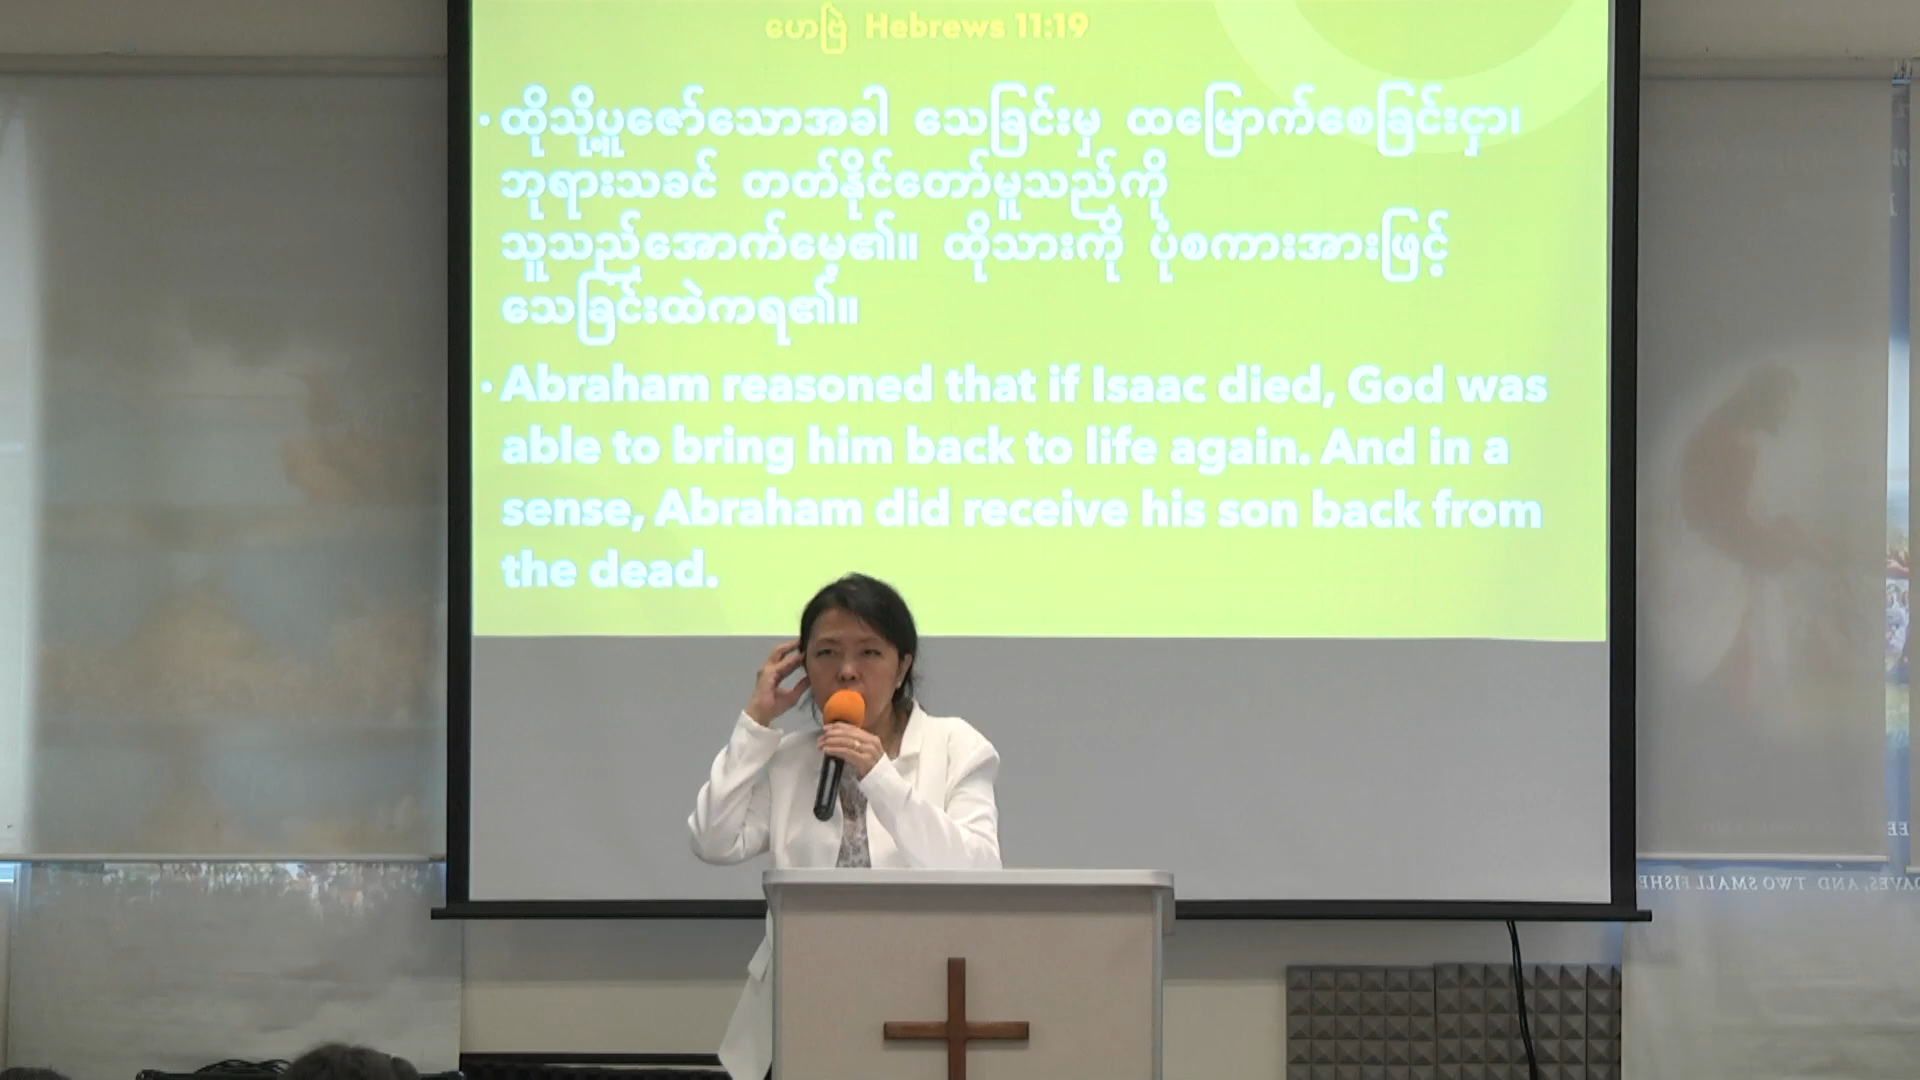 ဟေဗြဲ Hebrews 11:19
• ထိုသို့ပူဇော်သောအခါ သေခြင်းမှ ထမြောက်စေခြင်းငှာ၊
ဘုရားသခင် တတ်နိုင်တော်မူသည်ကို
သူသည်အောက်မေ့၏။ ထိုသားကို ပုံစကားအားဖြင့်
သေခြင်းထဲကရ၏။
• Abraham reasoned that if Isaac died, God was
able to bring him back to life again. And in a
sense, Abraham did receive his son back from
the dead.
AND TWO SMALL FISHE